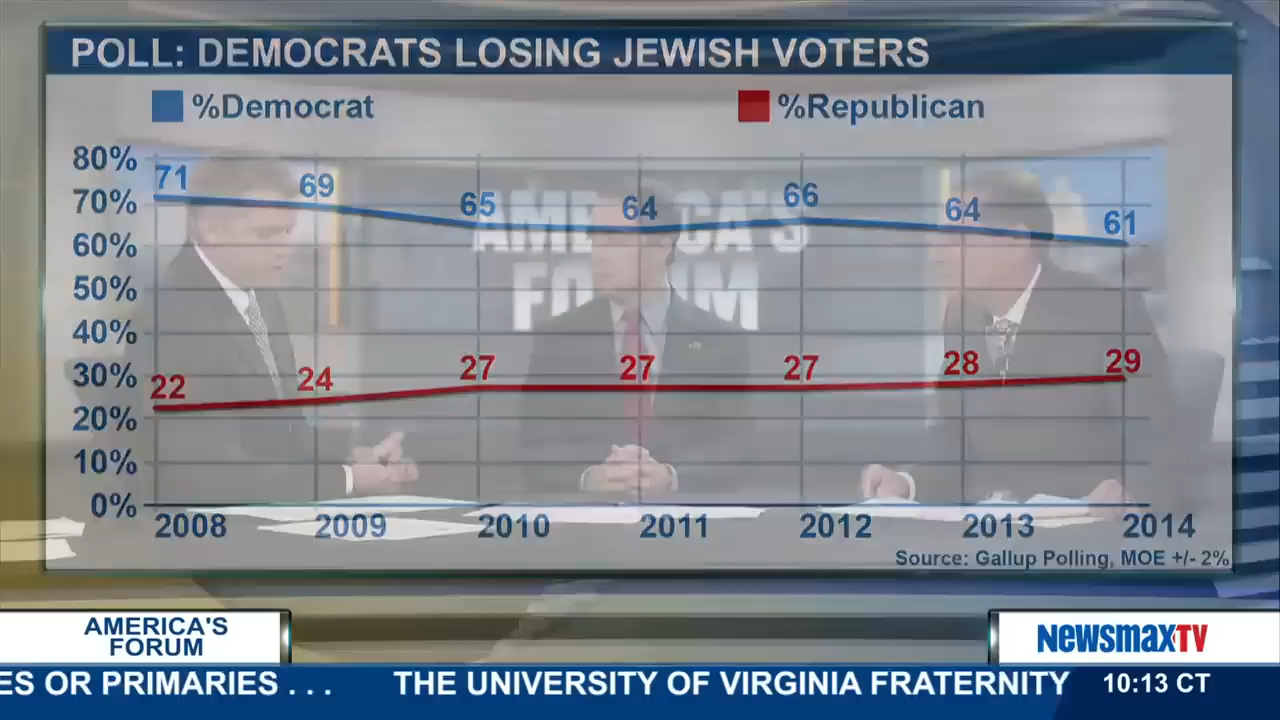 POLL: DEMOCRATS LOSING JEWISH VOTERS
%Democrat %Republican
80%
70%
60%
50%
40%
30%
20%
10%
0%
71 69 65 64 66 64 61
22 24 27 27 27 28 29
2008 2009 2010 2011 2012 2013 2014
Source: Gallup Polling, MOE +/- 2%
AMERICA'S
FORUM
AMERICA'S
FORUM
NEWSMAXTV
ES OR PRIMARIES . . . THE UNIVERSITY OF VIRGINIA FRATERNITY 10:13 CT